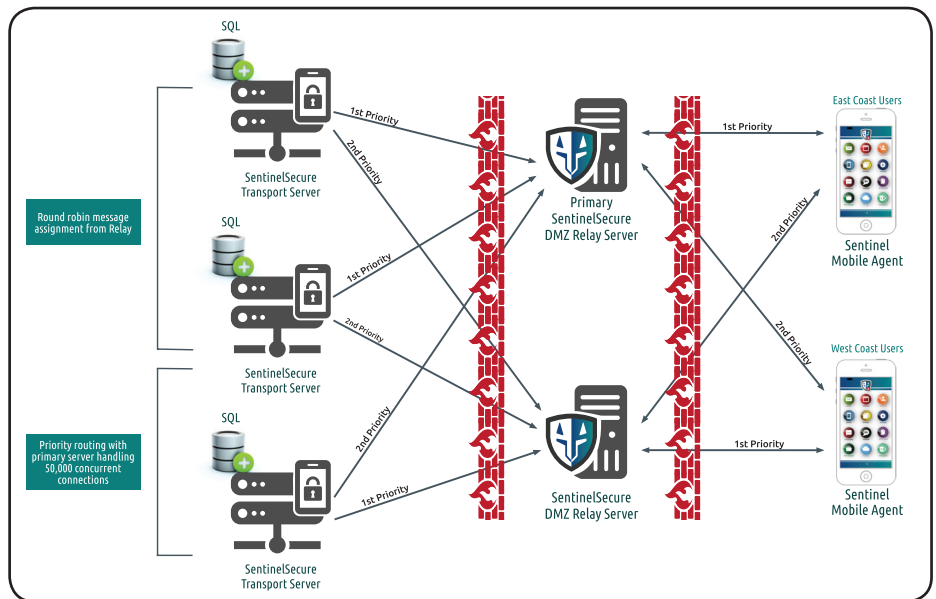 SQL
1st Priority
2nd Priority
SentinelSecure
Transport Server
Round robin message
assignment from Relay
SQL
1st Priority
2nd Priority
SentinelSecure
Transport Server
Priority routing with
primary server handling
50,000 concurrent
connections
SQL
2nd Priority
1st Priority
SentinelSecure
Transport Server
Primary
SentinelSecure
DMZ Relay Server
SentinelSecure
DMZ Relay Server
1st Priority
2nd Priority
2nd Priority
1st Priority
East Coast Users
Sentinel
Mobile Agent
West Coast Users
Sentinel
Mobile Agent